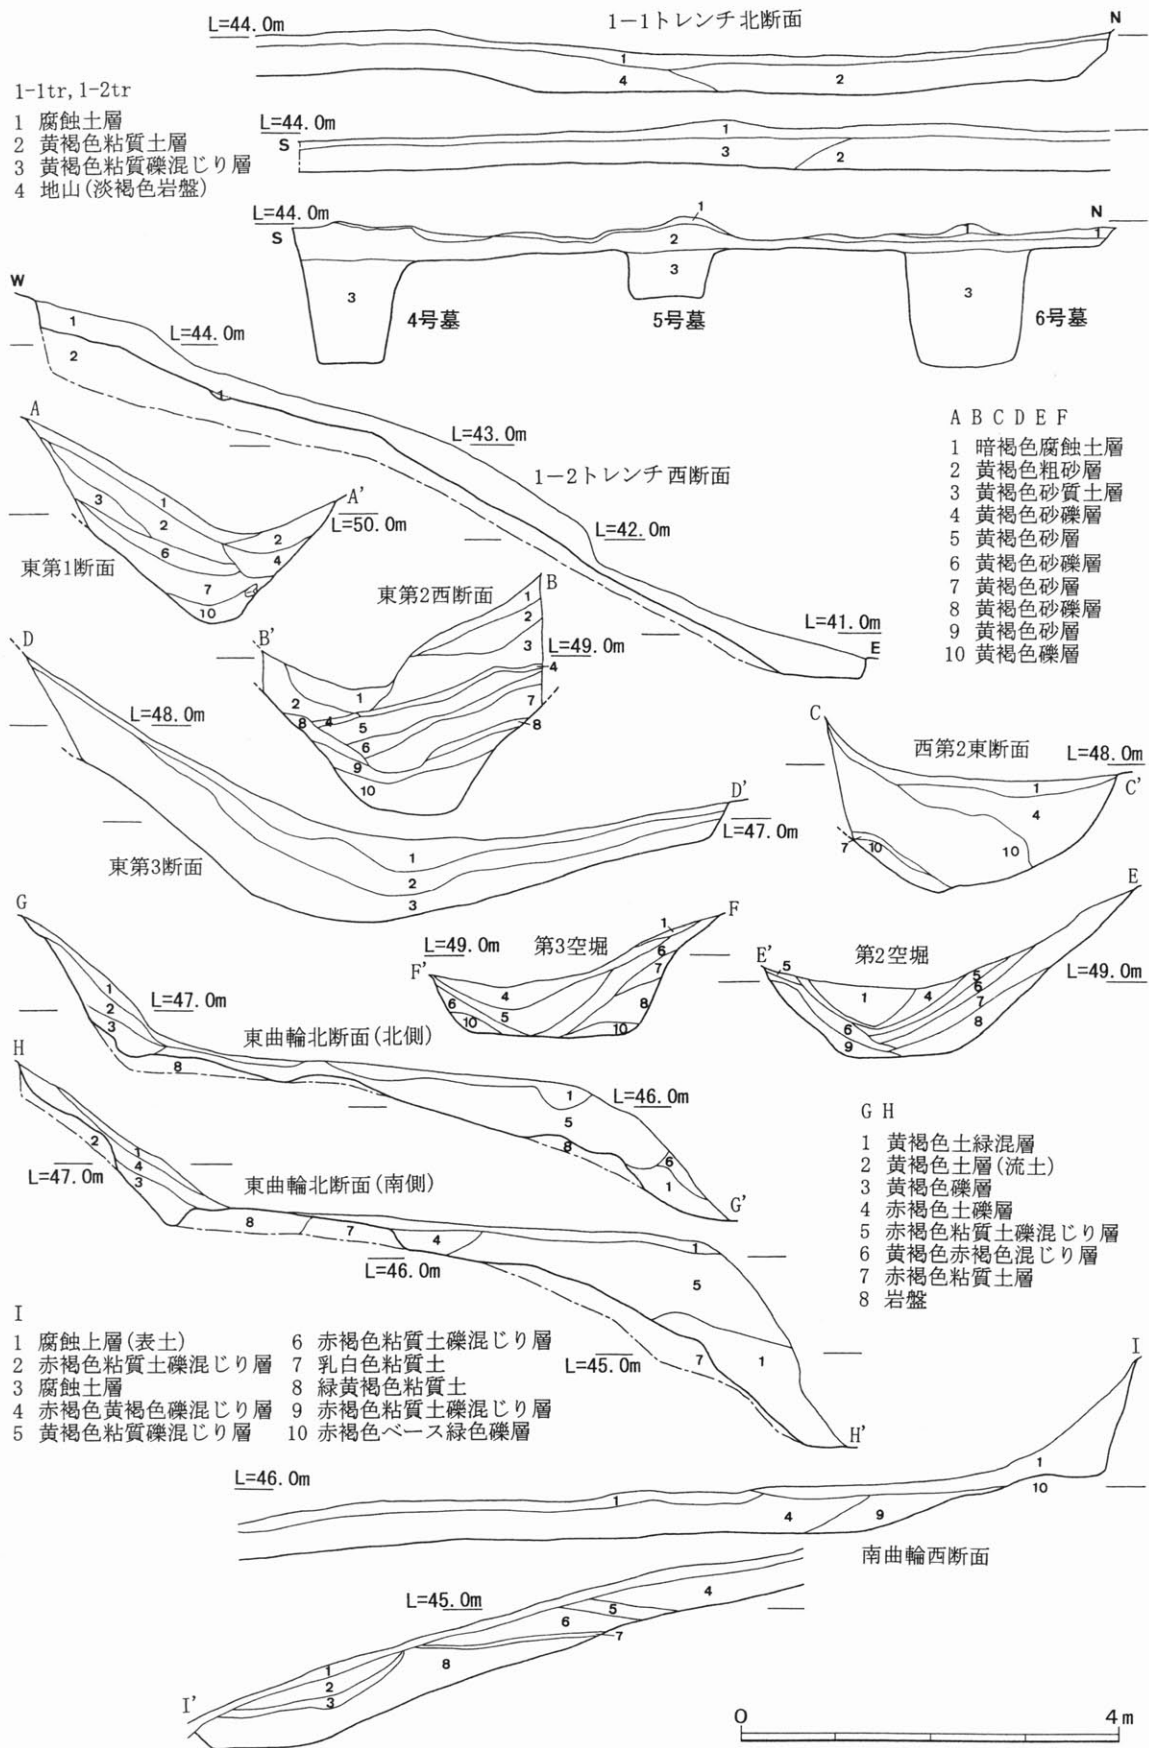 L=44.0m
1-1トレンチ北断面
N
1
4
2
1-1tr, 1-2tr
1 腐蝕土層
2 黄褐色粘質土層
3 黄褐色粘質礫混じり層
4 地山(淡褐色岩盤)
L=44.0m
S
1
3
2
L=44.0m
S
1
2
3
3
3
1
1
N
4号墓
5号墓
6号墓
W
1
2
1
L=44.0m
L=43.0m
1-2トレンチ西断面
L=42.0m
L=41.0m
E
A
1
3
2
6
2
4
7
10
A'
L=50.0m
東第1断面
A B C D E F
1 暗褐色腐蝕土層
2 黄褐色粗砂層
3 黄褐色砂質土層
4 黄褐色砂礫層
5 黄褐色砂層
6 黄褐色砂礫層
7 黄褐色砂層
8 黄褐色砂礫層
9 黄褐色砂層
10 黄褐色礫層
東第2西断面
B
B'
1
2
3
L=49.0m
4
2
1
8
4
5
7
6
8
9
10
D
L=48.0m
D'
L=47.0m
1
2
3
東第3断面
C
西第2東断面
L=48.0m
C'
1
4
7
10
10
G
1
2
3
L=47.0m
東曲輪北断面(北側)
8
1
5
8
6
1
L=46.0m
G'
F
F'
L=49.0m
第3空堀
1
6
7
4
6
5
8
10
10
E
E'
第2空堀
L=49.0m
5
1
4
5
6
7
6
8
9
H
2
1
4
3
L=47.0m
東曲輪北断面(南側)
8
7
4
L=46.0m
1
5
7
1
L=45.0m
H'
G H
1 黄褐色土緑混層
2 黄褐色土層(流土)
3 黄褐色礫層
4 赤褐色土礫層
5 赤褐色粘質土礫混じり層
6 黄褐色赤褐色混じり層
7 赤褐色粘質土層
8 岩盤
I
1 腐蝕上層(表土)
2 赤褐色粘質土礫混じり層
3 腐蝕土層
4 赤褐色黄褐色礫混じり層
5 黄褐色粘質礫混じり層
6 赤褐色粘質土礫混じり層
7 乳白色粘質土
8 緑黄褐色粘質土
9 赤褐色粘質土礫混じり層
10 赤褐色ベース緑色礫層
L=46.0m
I
1
1
10
4
9
南曲輪西断面
L=45.0m
4
5
6
7
8
1
2
3
I'
0
4m